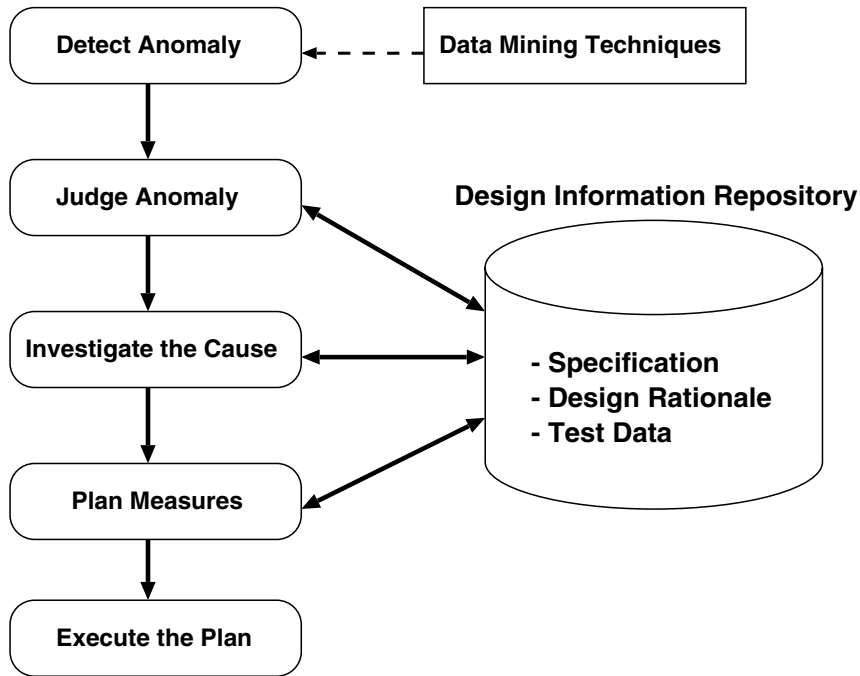 Detect Anomaly
Data Mining Techniques
Judge Anomaly
Design Information Repository
Investigate the Cause
- Specification
- Design Rationale
- Test Data
Plan Measures
Execute the Plan